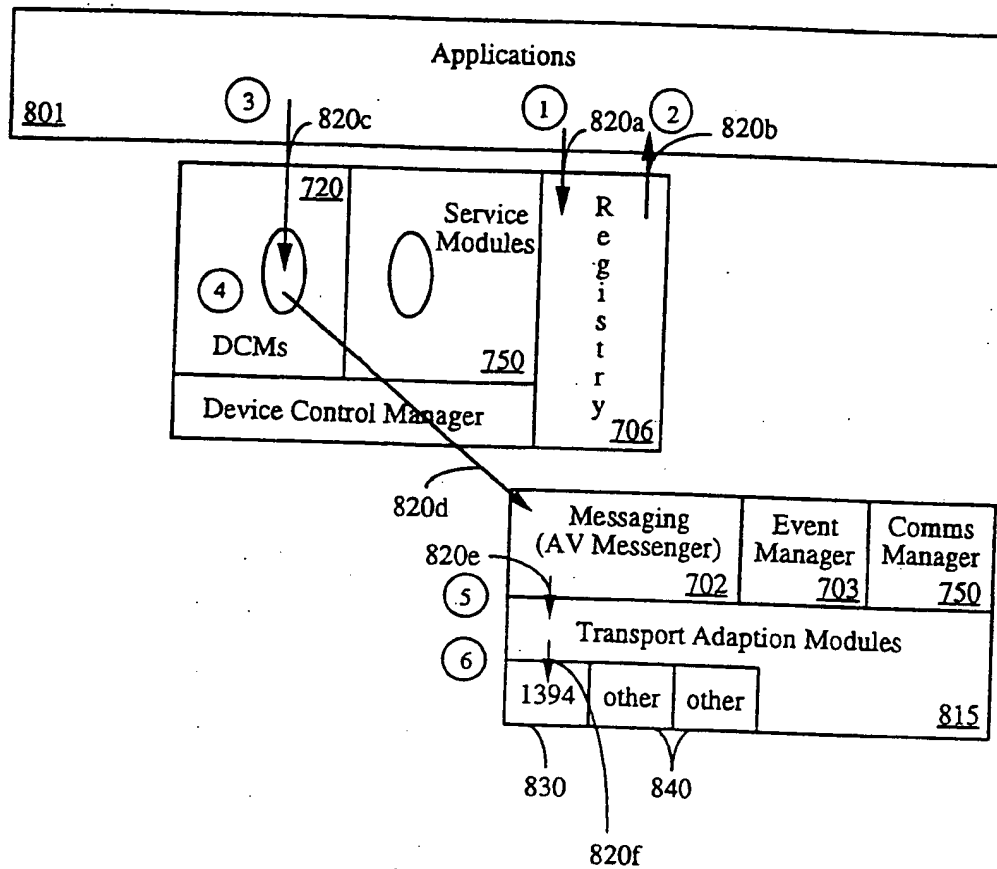 Applications
3
1
2
801
820c
820a
820b
720
Service
Modules
R
e
g
i
s
t
r
y
4
DCMs
750
Device Control Manager
706
820d
Messaging
(AV Messenger)
702
Event
Manager
703
Comms
Manager
750
820e
5
Transport Adaption Modules
6
1394
other
other
815
830
840
820f